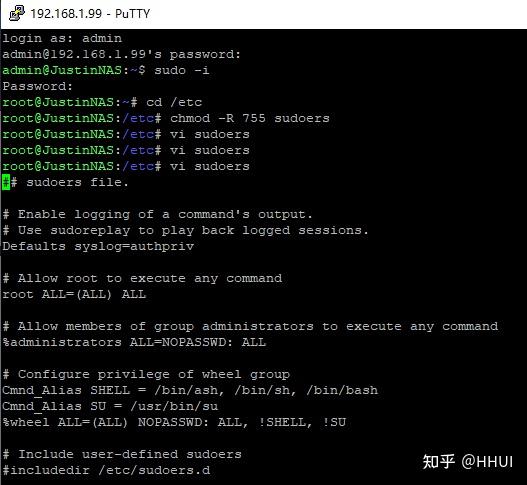 192.168.1.99 - PuTTY
login as: admin
admin@192.168.1.99's password:
admin@JustinNAS:~$ sudo -i
Password:
root@JustinNAS:~# cd /etc
root@JustinNAS:/etc# chmod -R 755 sudoers
root@JustinNAS:/etc# vi sudoers
root@JustinNAS:/etc# vi sudoers
root@JustinNAS:/etc# vi sudoers
## sudoers file.
# Enable logging of a command's output.
# Use sudoreplay to play back logged sessions.
Defaults syslog=authpriv
# Allow root to execute any command
root ALL=(ALL) ALL
# Allow members of group administrators to execute any command
%administrators ALL=NOPASSWD: ALL
# Configure privilege of wheel group
Cmnd_Alias SHELL = /bin/ash, /bin/sh, /bin/bash
Cmnd_Alias SU = /usr/bin/su
%wheel ALL=(ALL) NOPASSWD: ALL, !SHELL, !SU
# Include user-defined sudoers
#includedir /etc/sudoers.d
知乎 @HHUI